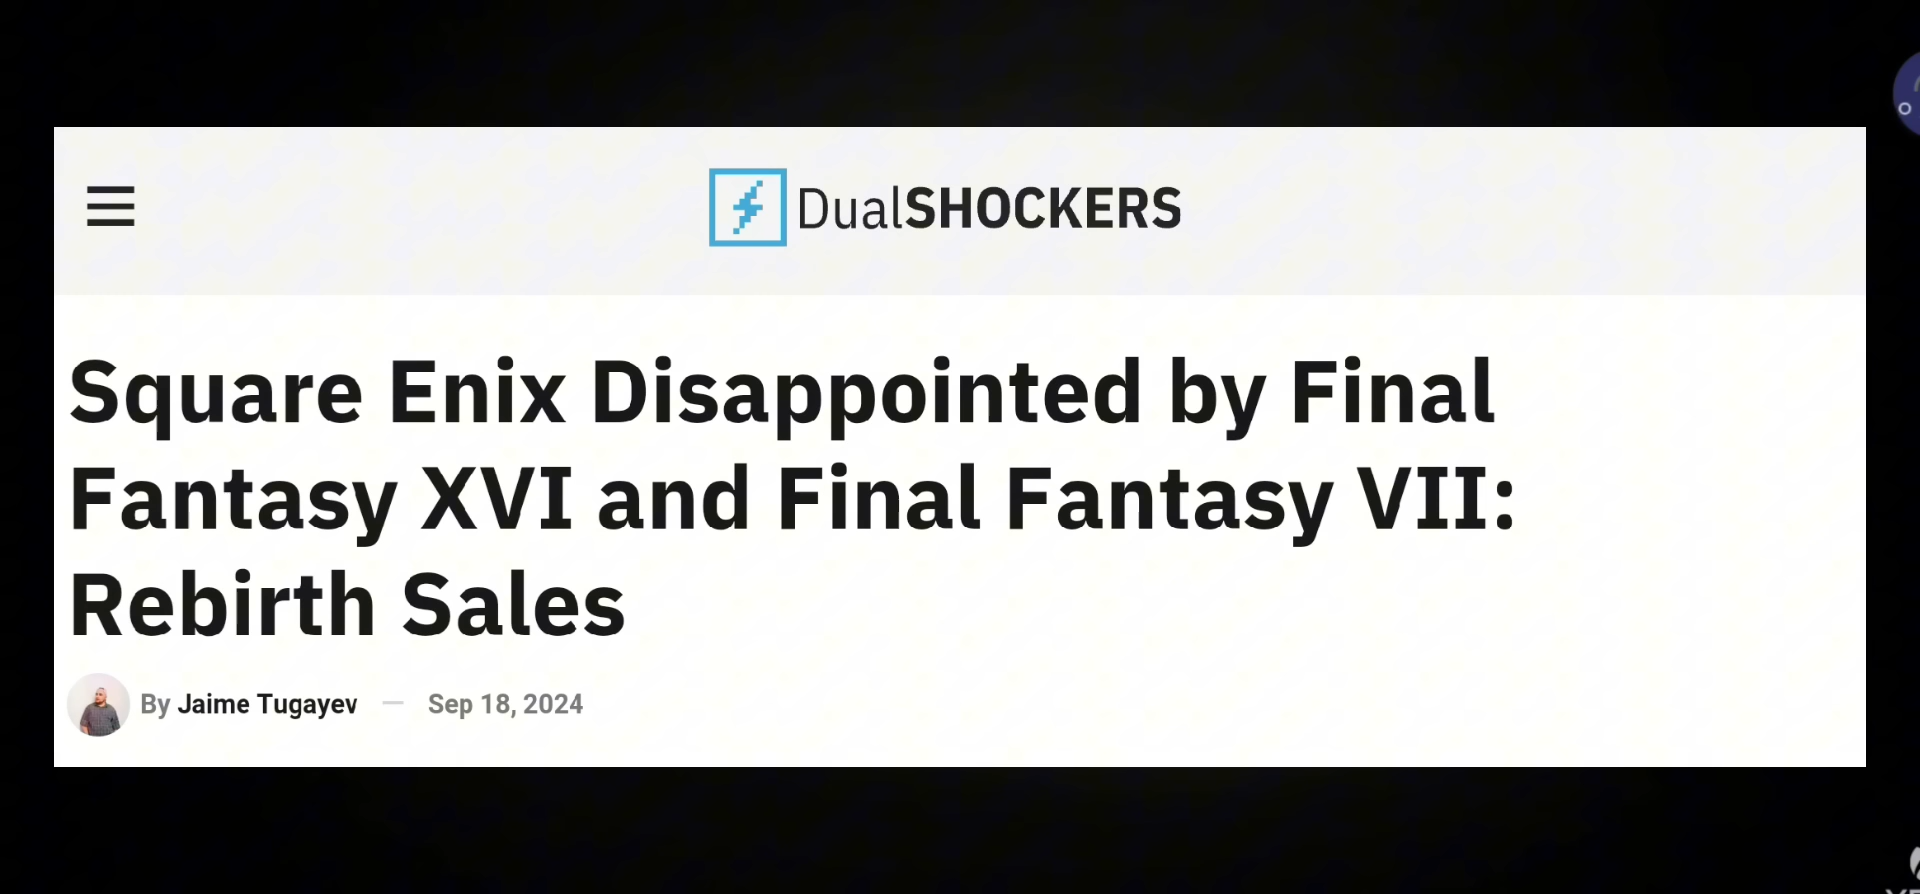 DualSHOCKERS
Square Enix Disappointed by Final
Fantasy XVI and Final Fantasy VII:
Rebirth Sales
By Jaime Tugayev — Sep 18, 2024